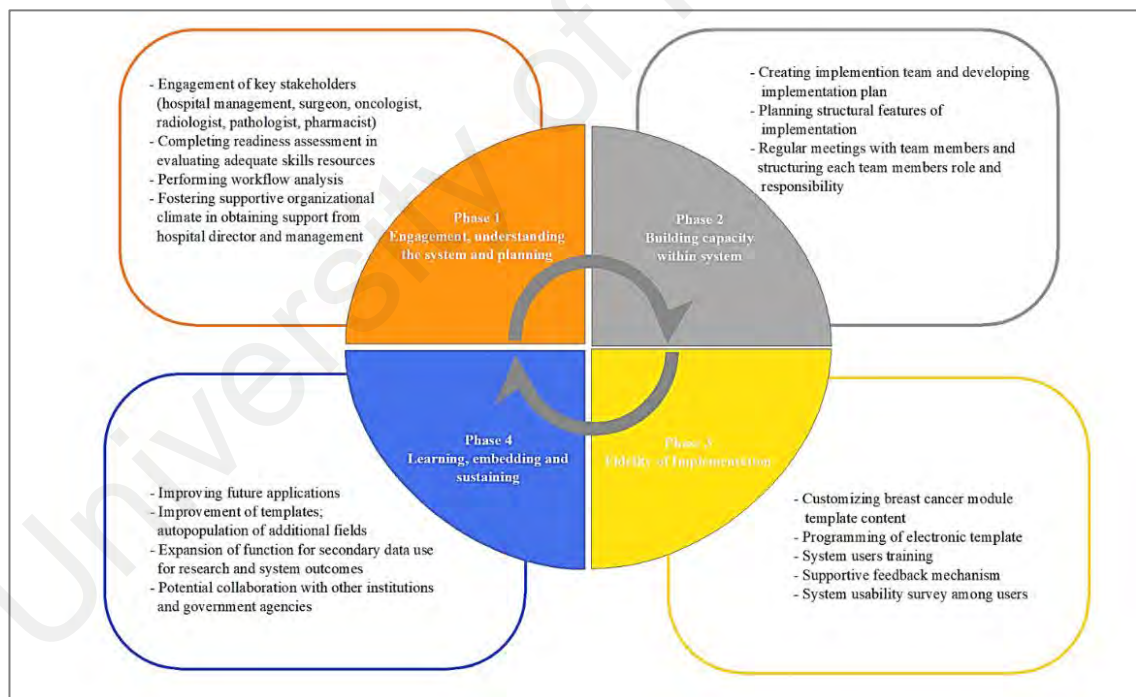 - Engagement of key stakeholders
(hospital management, surgeon, oncologist,
radiologist, pathologist, pharmacist)
- Completing readiness assessment in
evaluating adequate skills resources
- Performing workflow analysis
- Fostering supportive organizational
climate in obtaining support from
hospital director and management
- Creating implemention team and developing
implementation plan
- Planning structural features of
implementation
- Regular meetings with team members and
structuring each team members role and
responsibility
Phase 1
Engagement, understanding
the system and planning
Phase 2
Building capacity
within system
Phase 4
Learning, embedding and
sustaining
Phase 3
Fidelity of Implementation
- Improving future applications
- Improvement of templates;
autopopulation of additional fields
- Expansion of function for secondary data use
for research and system outcomes
- Potential collaboration with other institutions
and government agencies
- Customizing breast cancer module
template content
- Programming of electronic template
- System users training
- Supportive feedback mechanism
- System usability survey among users
University of